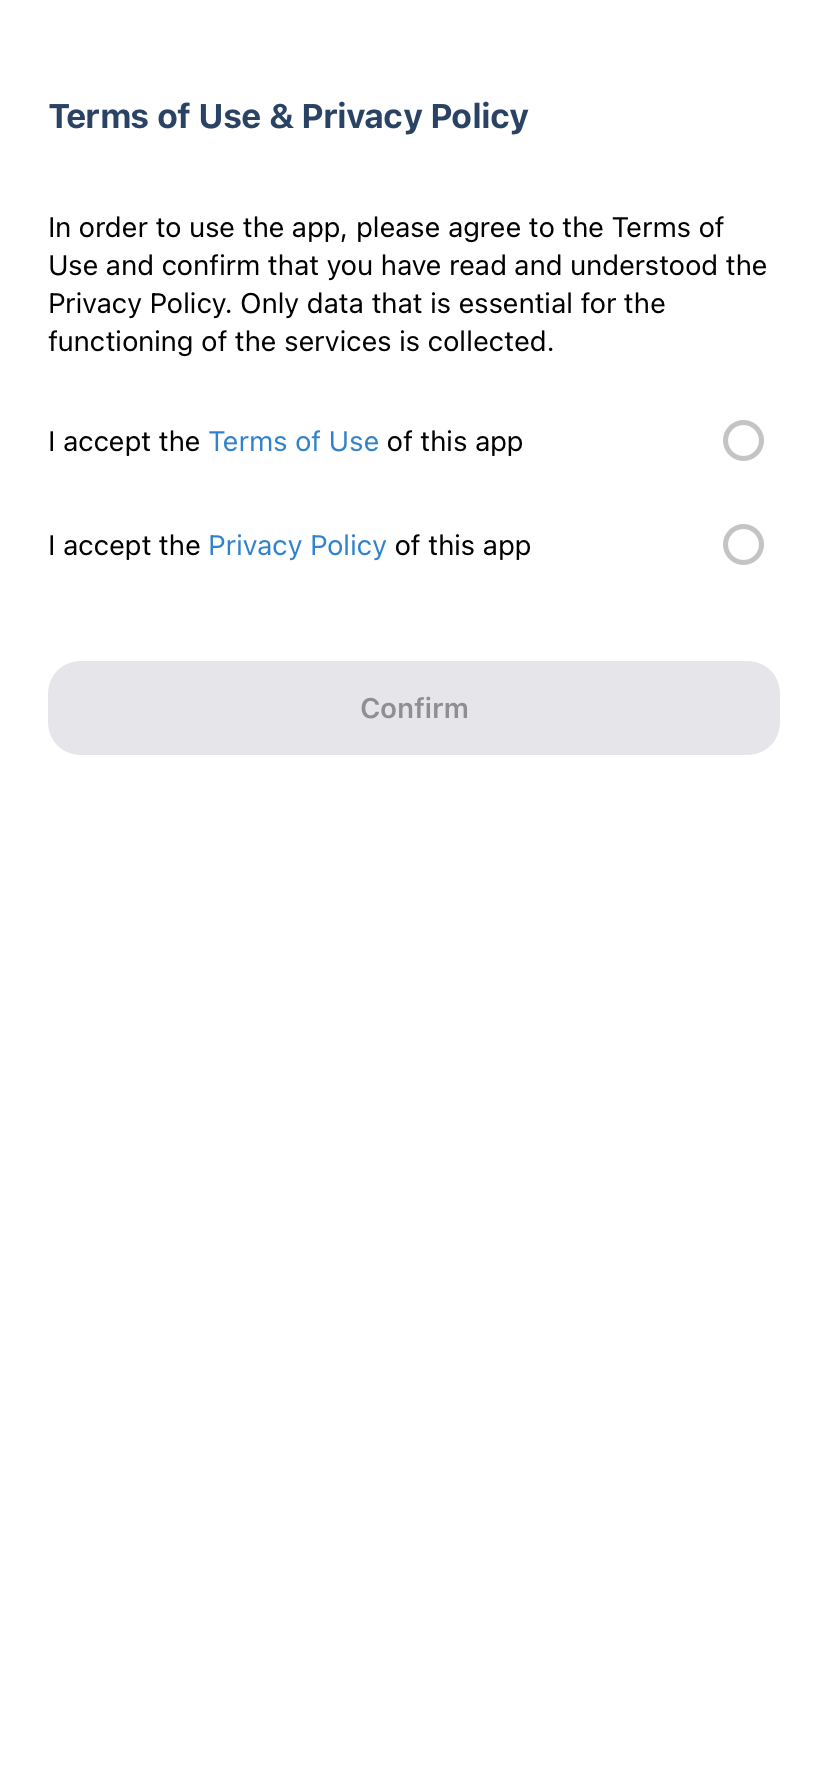 Terms of Use & Privacy Policy
In order to use the app, please agree to the Terms of
Use and confirm that you have read and understood the
Privacy Policy. Only data that is essential for the
functioning of the services is collected.
I accept the Terms of Use of this app
I accept the Privacy Policy of this app
Confirm